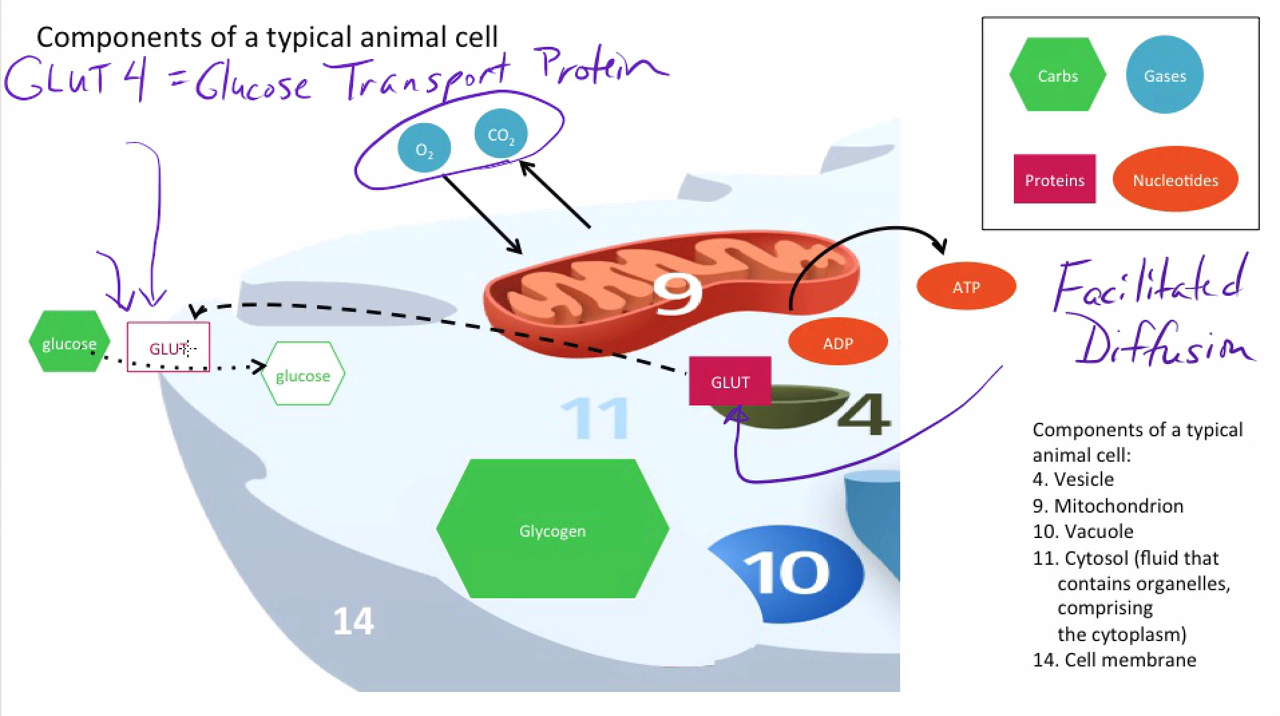 Components of a typical animal cell
GLUT 4 = Glucose Transport Protein
Carbs
Gases
Proteins
Nucleotides
O₂
CO₂
9
ATP
Facilitated
Diffusion
ADP
glucose
GLUT
glucose
GLUT
11
4
Glycogen
10
14
Components of a typical
animal cell:
4. Vesicle
9. Mitochondrion
10. Vacuole
11. Cytosol (fluid that
contains organelles,
comprising
the cytoplasm)
14. Cell membrane